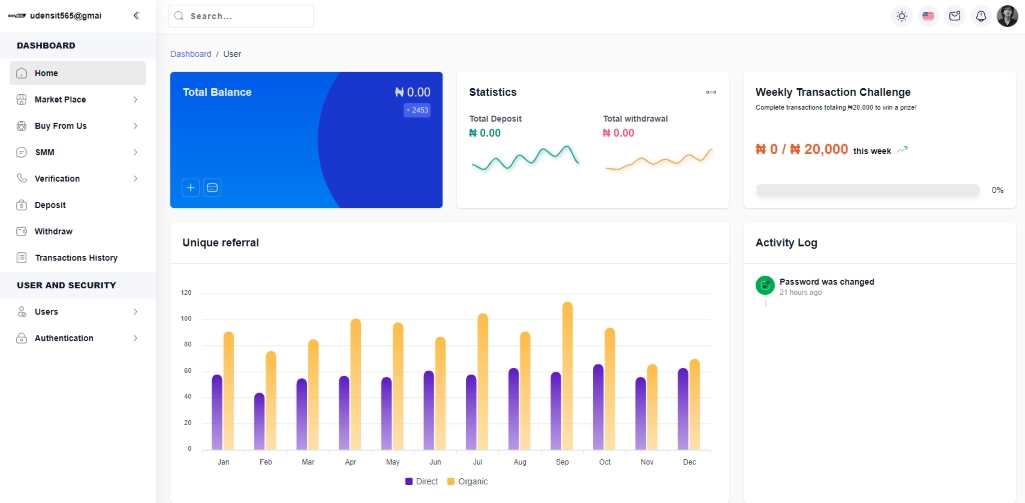 udensit565@gmai
Search...
DASHBOARD
Home
Market Place
Buy From Us
SMM
Verification
Deposit
Withdraw
Transactions History
USER AND SECURITY
Users
Authentication
Dashboard / User
Total Balance
₦ 0.00
+ 2453
Statistics
Total Deposit
₦ 0.00
Total withdrawal
₦ 0.00
Weekly Transaction Challenge
Complete transactions totaling ₦20,000 to win a prize!
₦ 0 / ₦ 20,000 this week
0%
Unique referral
120
100
80
60
40
20
0
Jan Feb Mar Apr May Jun Jul Aug Sep Oct Nov Dec
Direct Organic
Activity Log
Password was changed
21 hours ago